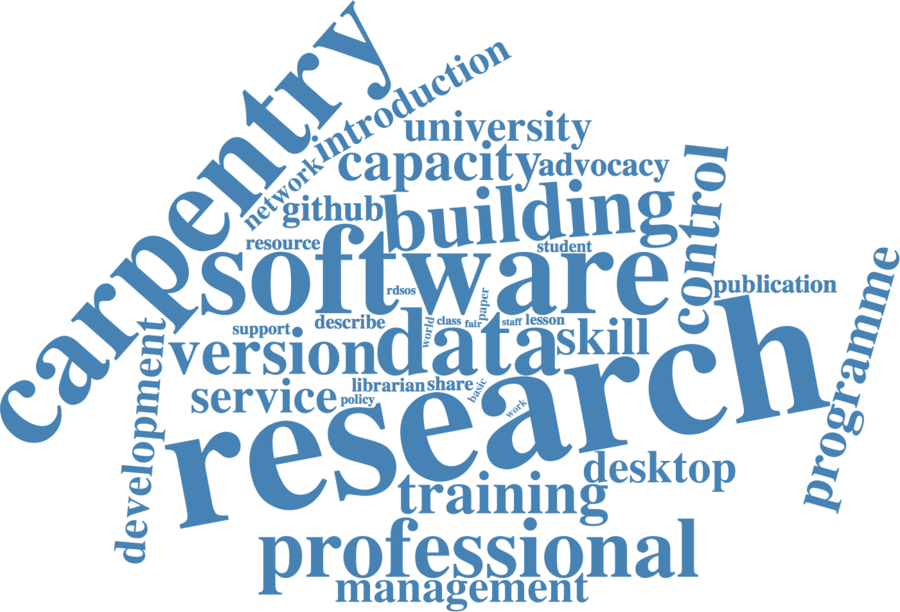 carpentry
introduction
network
university
capacity
advocacy
github
building
control
resource
student
software
publication
rdsos
paper
programme
support
describe
world
class
fair
staff
lesson
skill
version
data
development
librarian
share
basic
service
policy
work
research
desktop
training
professional
management